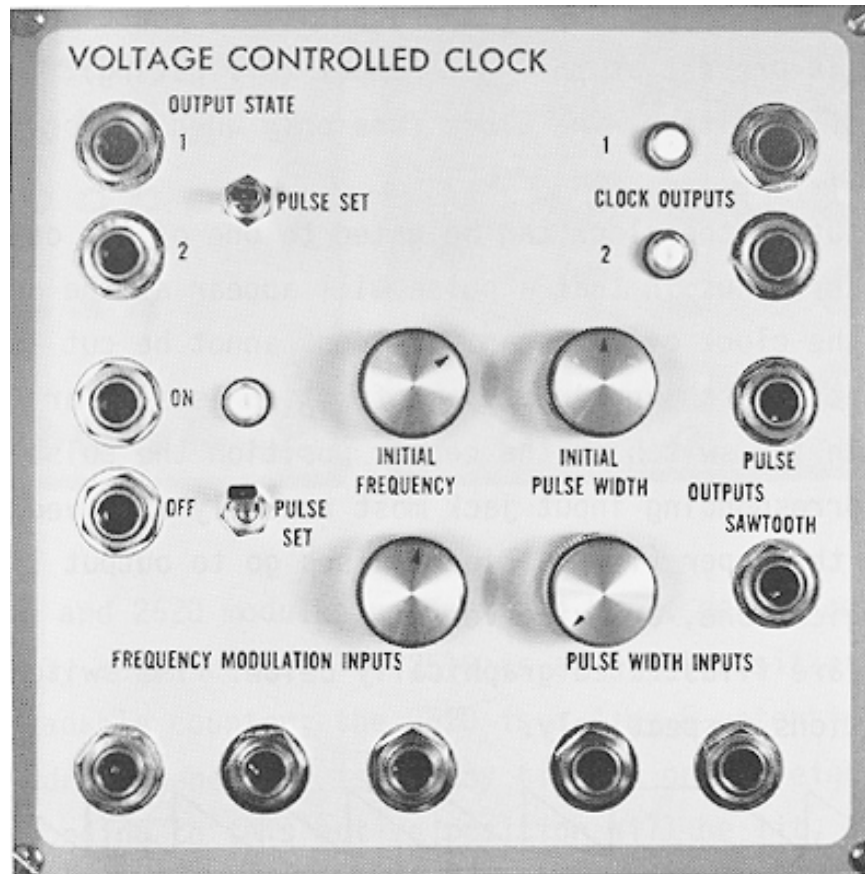 VOLTAGE CONTROLLED CLOCK
OUTPUT STATE
1
PULSE SET
2
1
CLOCK OUTPUTS
2
ON
OFF
PULSE
SET
INITIAL
FREQUENCY
INITIAL
PULSE WIDTH
PULSE
OUTPUTS
SAWTOOTH
FREQUENCY MODULATION INPUTS
PULSE WIDTH INPUTS